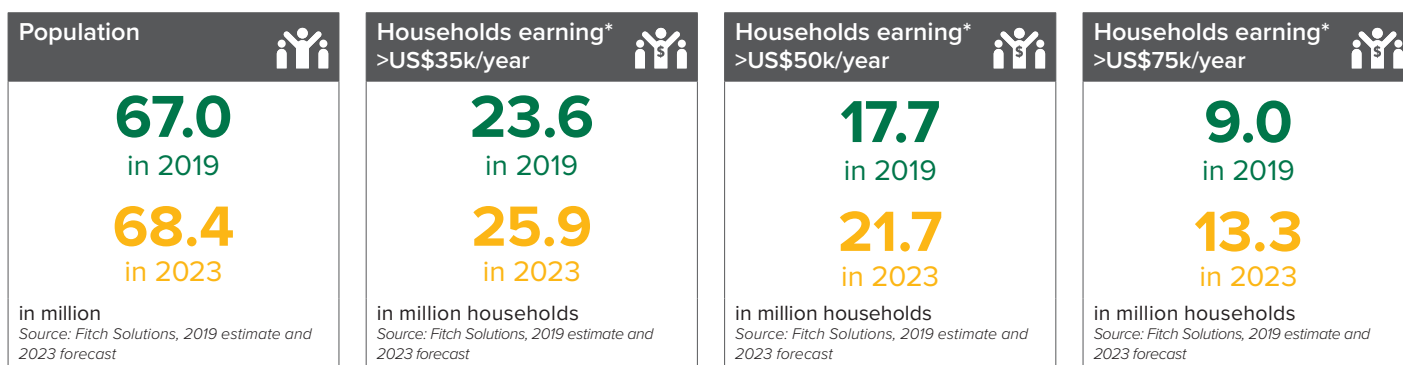 Population
67.0
in 2019
68.4
in 2023
in million
Source: Fitch Solutions, 2019 estimate and
2023 forecast
Households earning*
>US$35k/year
$
23.6
in 2019
25.9
in 2023
in million households
Source: Fitch Solutions, 2019 estimate and
2023 forecast
Households earning*
>US$50k/year
$
17.7
in 2019
21.7
in 2023
in million households
Source: Fitch Solutions, 2019 estimate and
2023 forecast
Households earning*
>US$75k/year
$
9.0
in 2019
13.3
in 2023
in million households
Source: Fitch Solutions, 2019 estimate and
2023 forecast